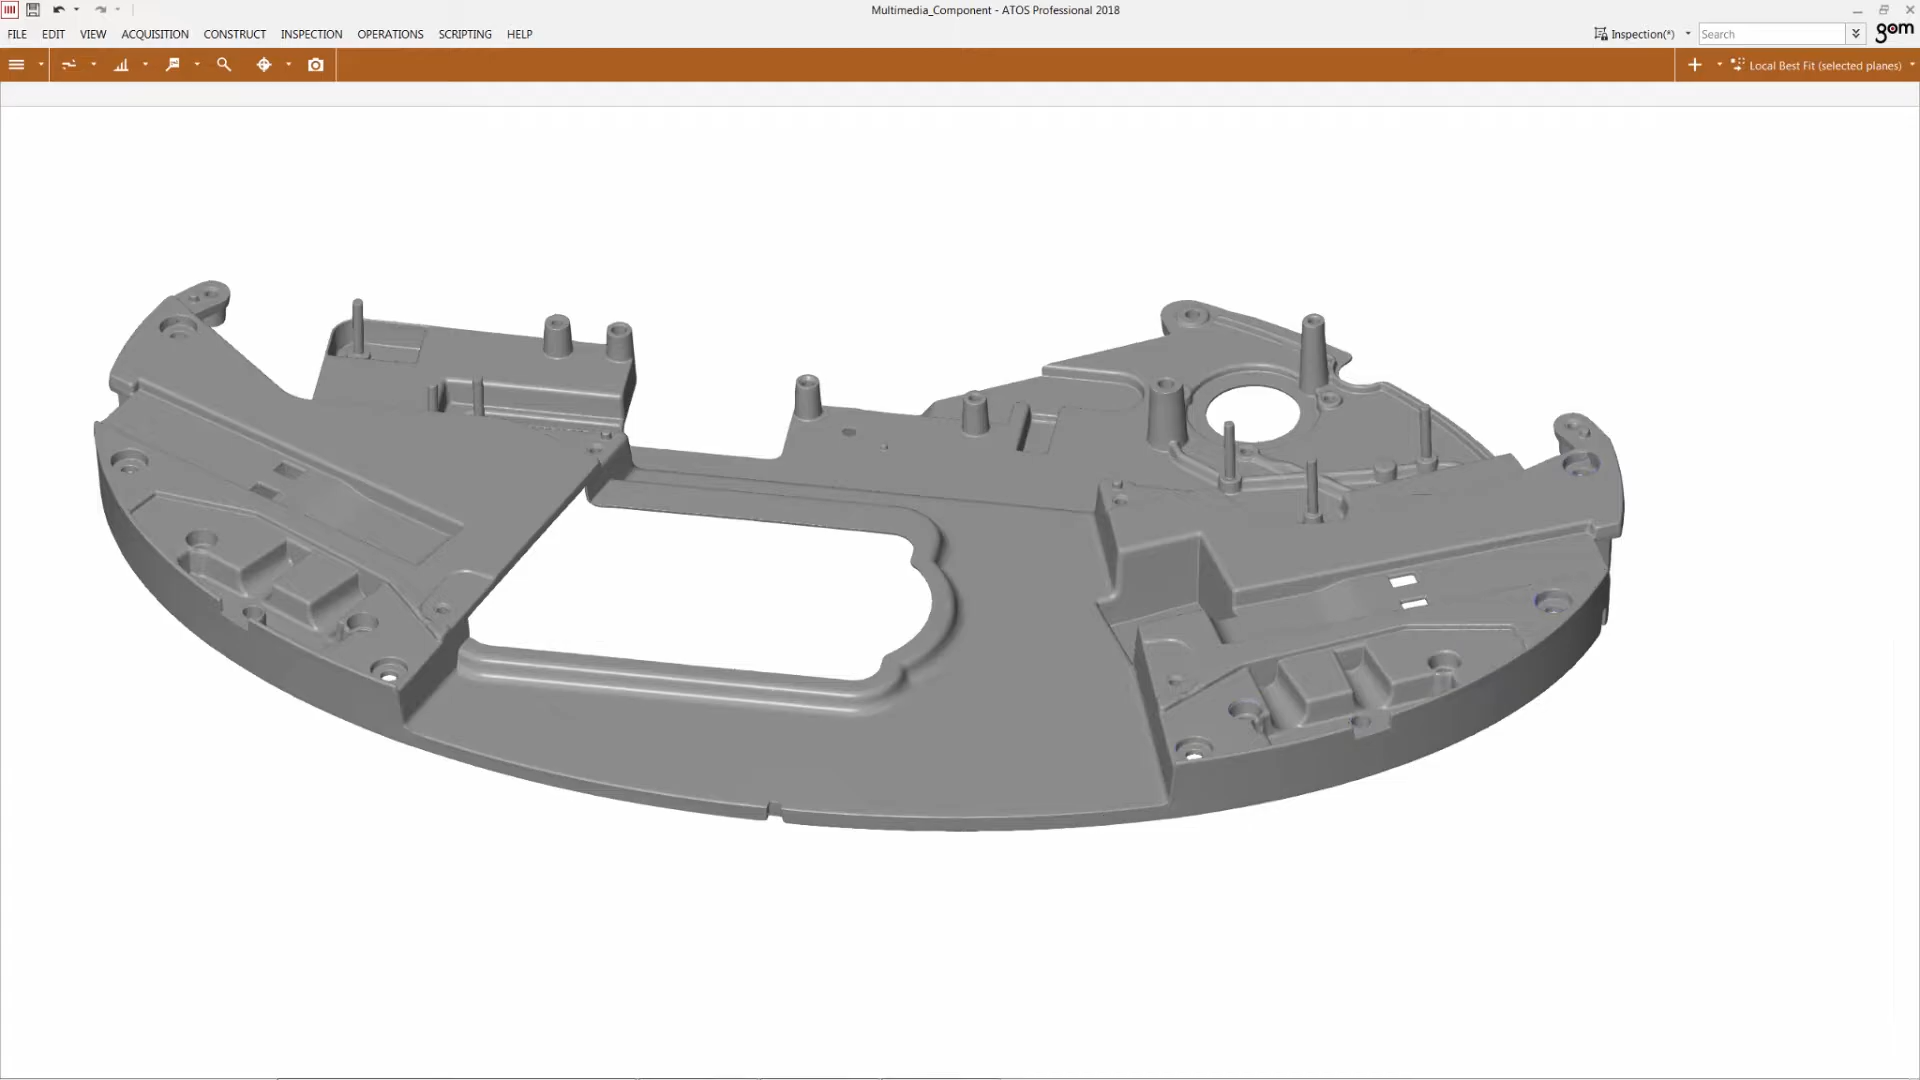 Multimedia_Component - ATOS Professional 2018
FILE EDIT VIEW ACQUISITION CONSTRUCT INSPECTION OPERATIONS SCRIPTING HELP
Inspection(*) Search gom
Local Best Fit (selected planes)